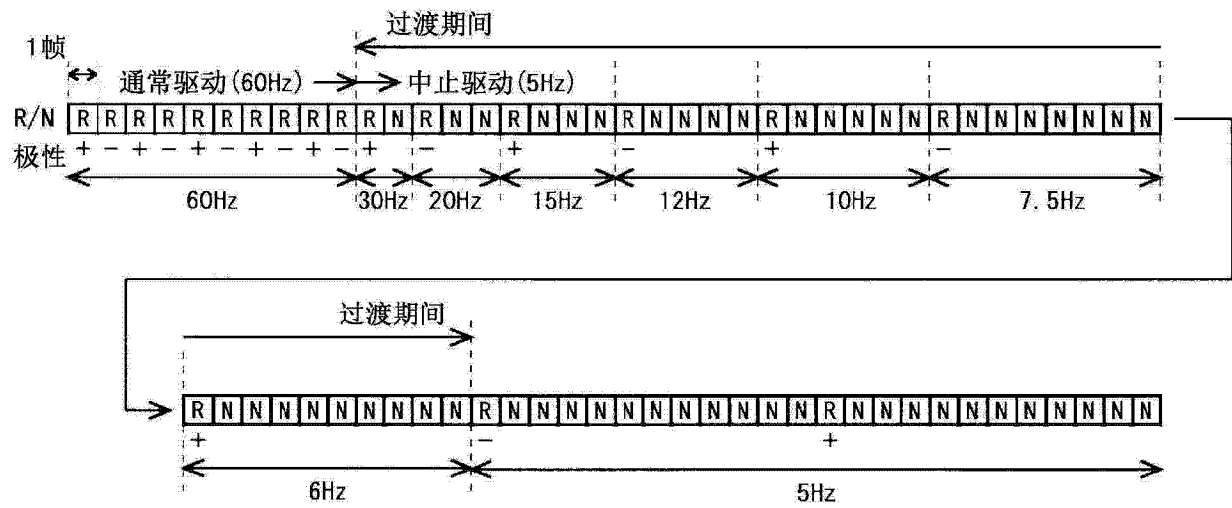 过渡期间
1帧
通常驱动(60Hz) 中止驱动(5Hz)
R/N R R R R R R R R R R R N R N N R N N N R N N N N R N N N N N R N N N N N N N
极性 + - + - + - + - + - + - + - + -
60Hz 30Hz 20Hz 15Hz 12Hz 10Hz 7.5Hz
过渡期间
R N N N N N N N N N R N N N N N N N N N N N R N N N N N N N N N N N
+ - +
6Hz 5Hz